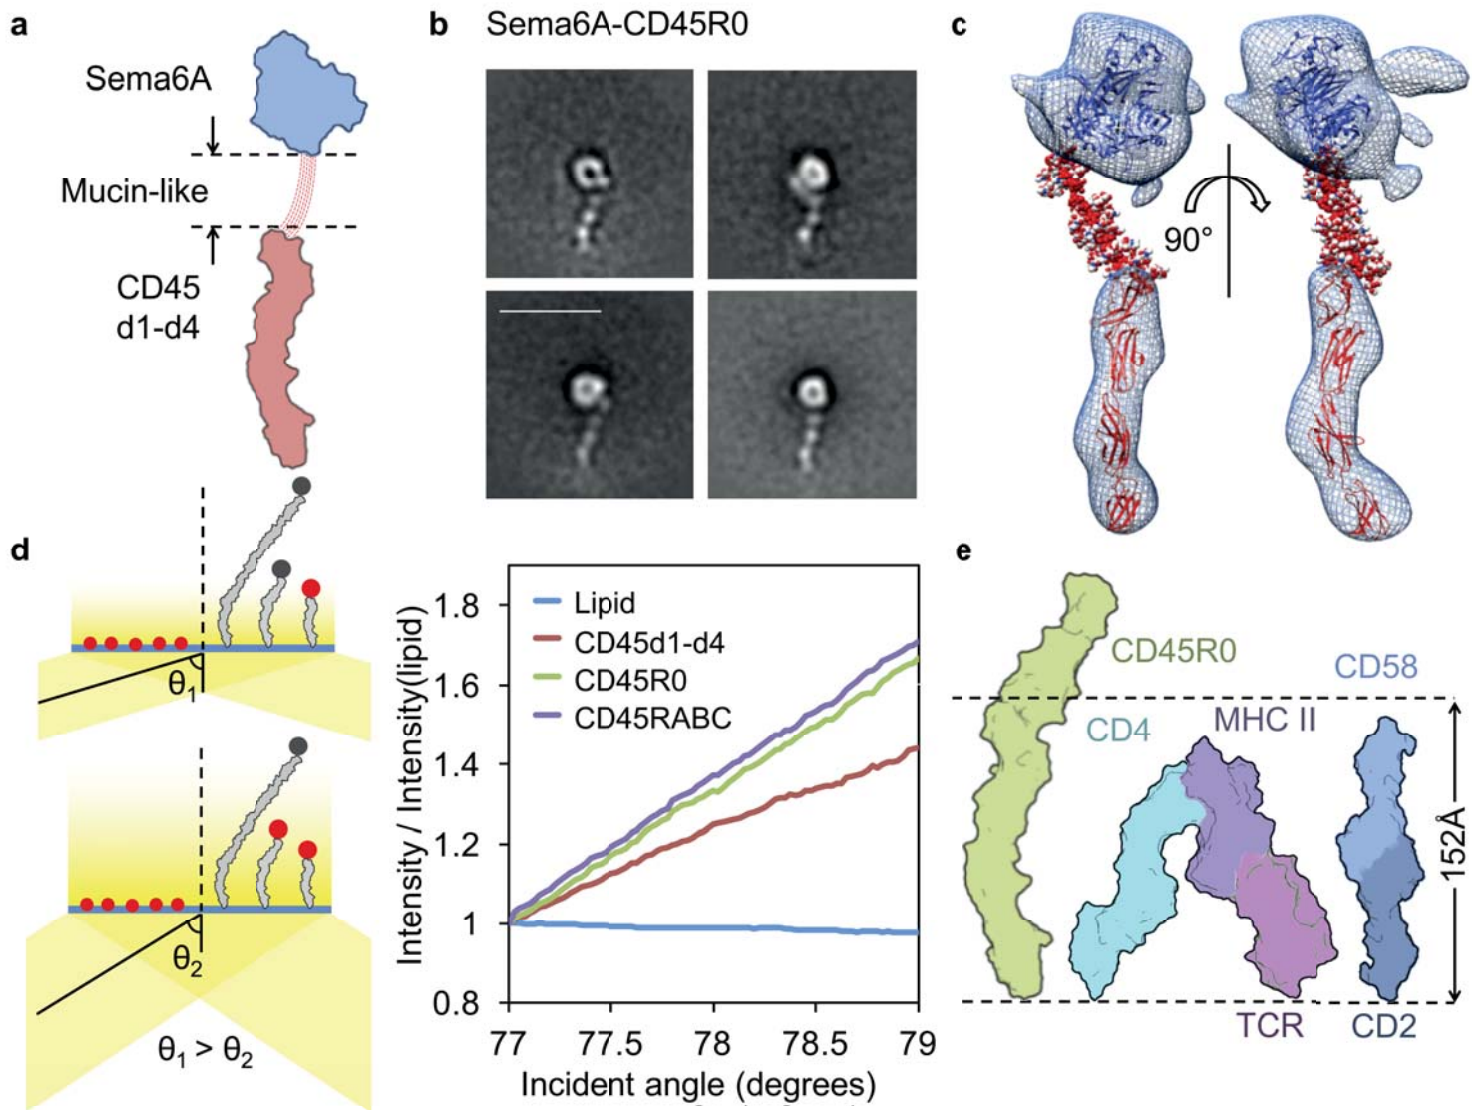 a
Sema6A
Mucin-like
CD45
d1-d4
b
Sema6A-CD45R0
c
90°
d
θ1
θ2
θ1 > θ2
Intensity / Intensity(lipid)
1.8
1.6
1.4
1.2
1
0.8
Lipid
CD45d1-d4
CD45R0
CD45RABC
77
77.5
78
78.5
79
Incident angle (degrees)
e
CD45R0
CD58
CD4
MHC II
152Å
TCR
CD2